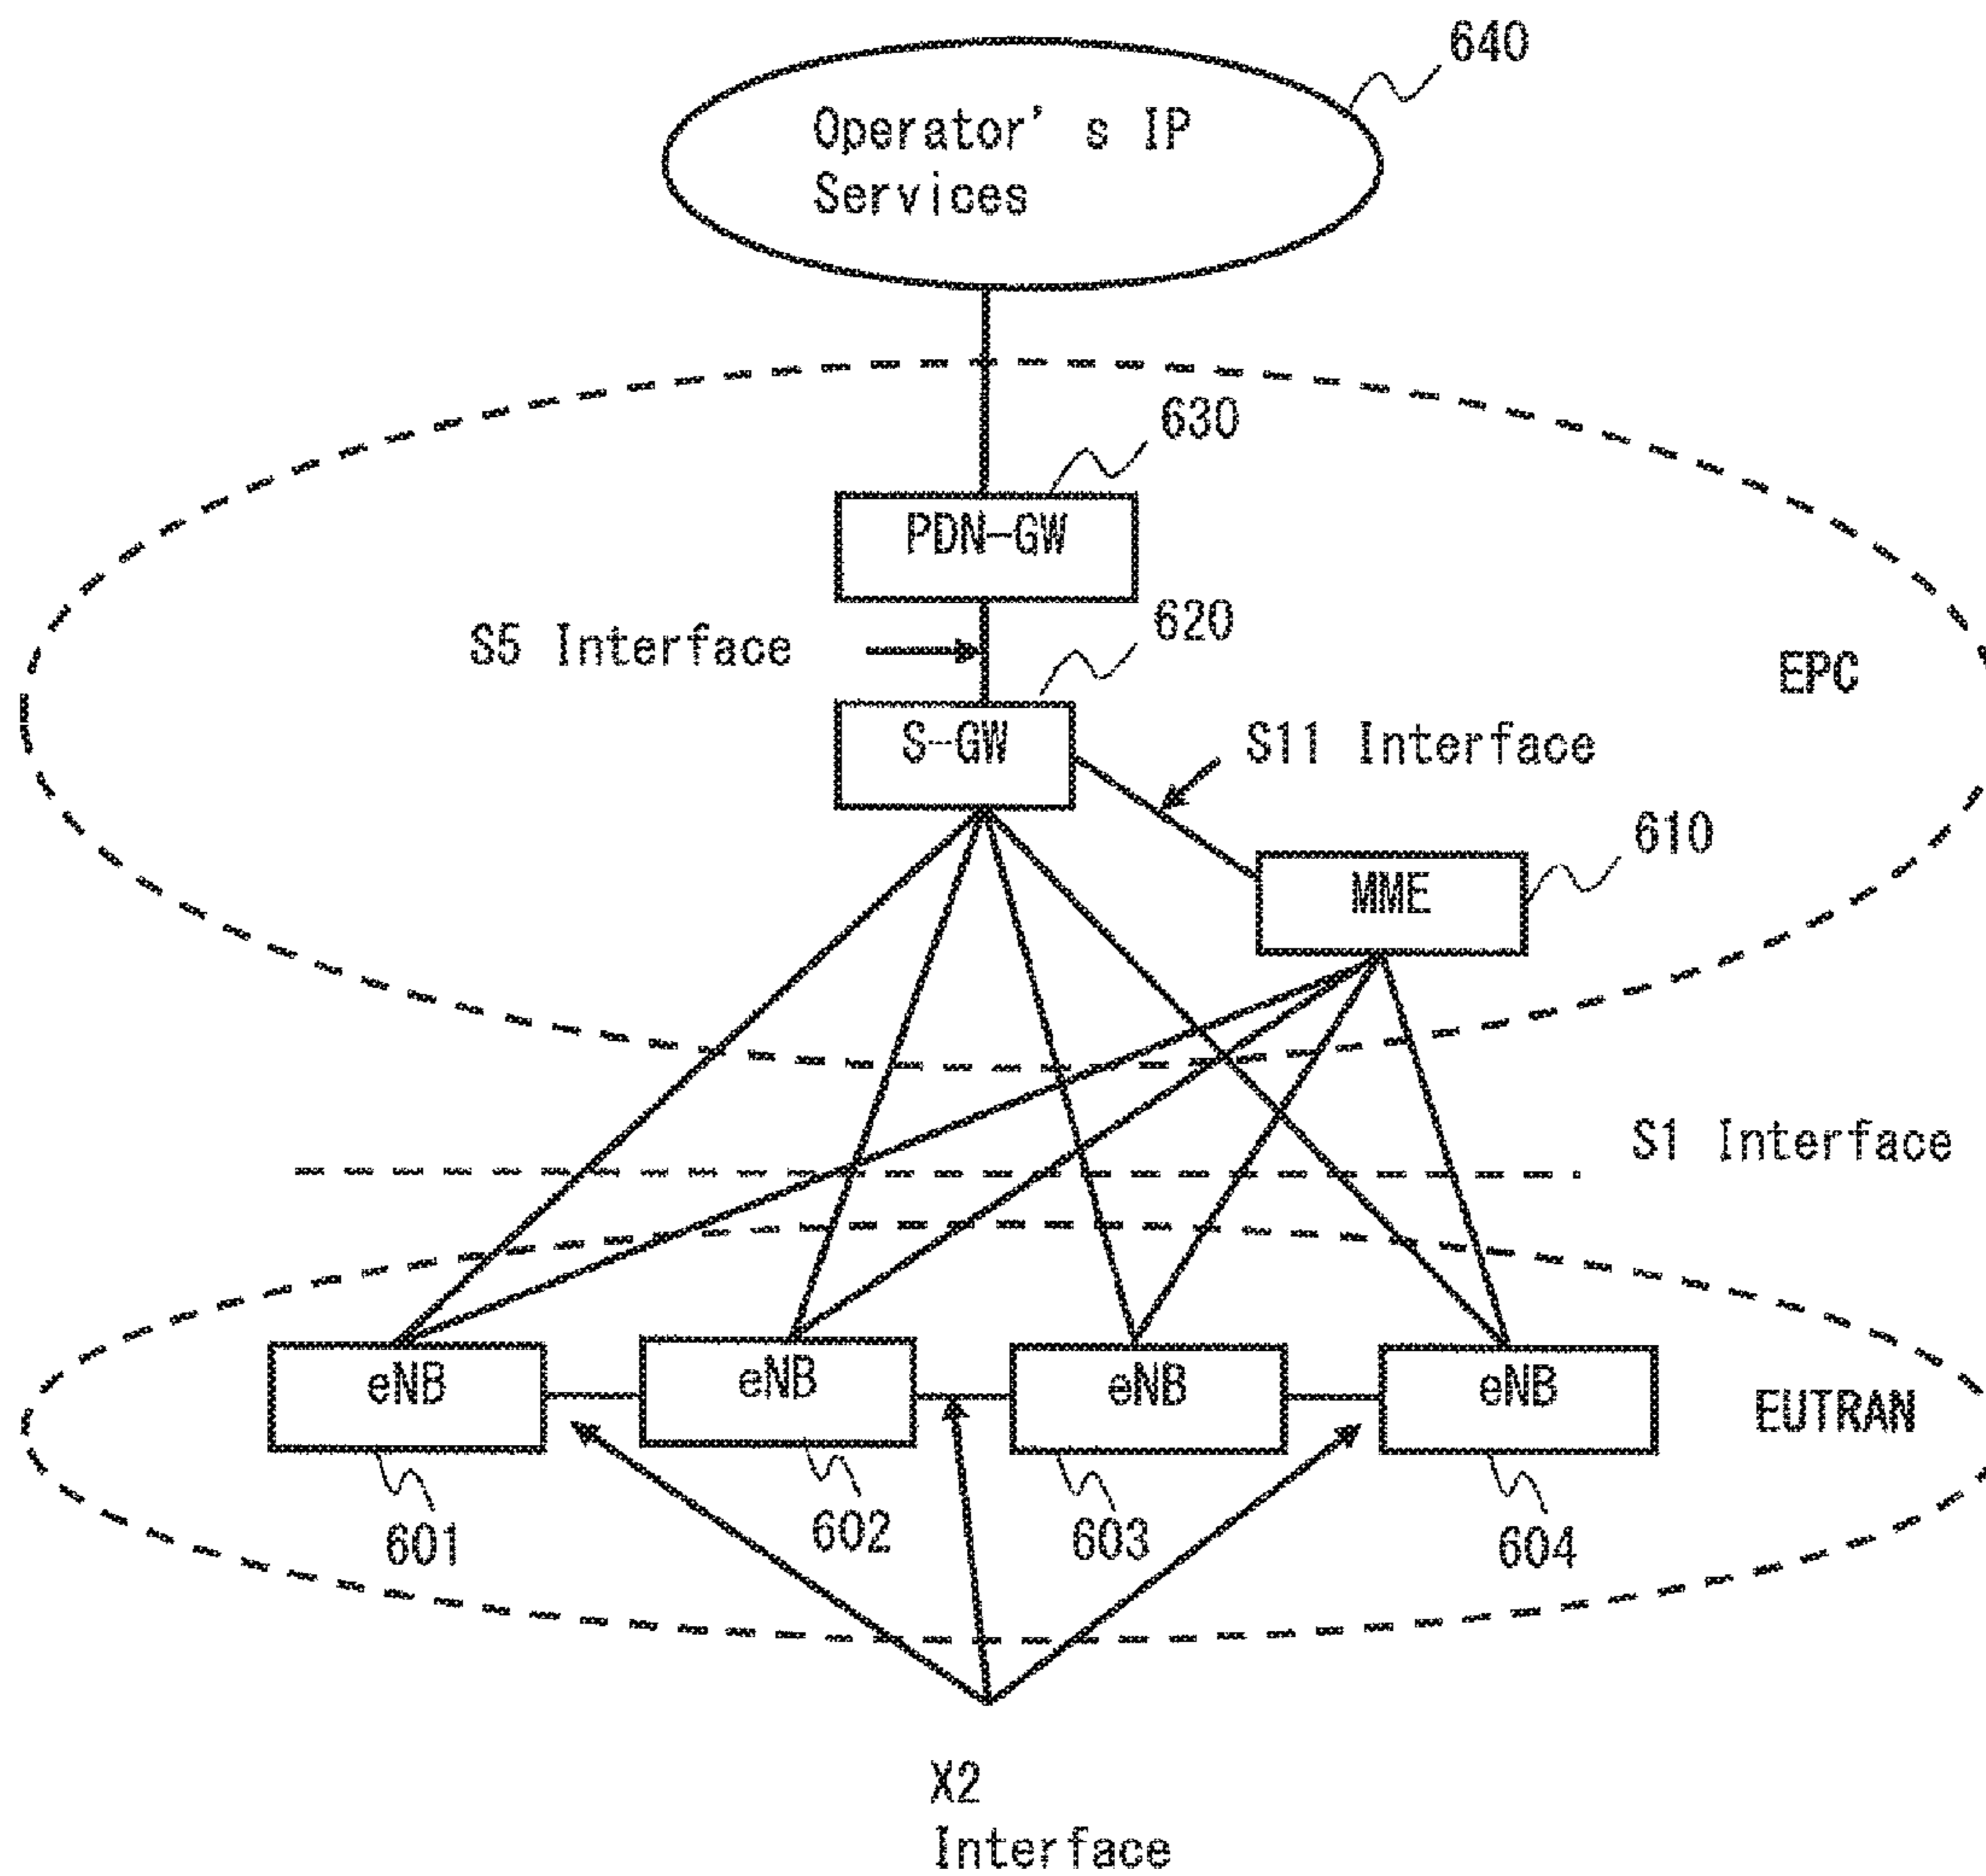 640
Operator's IP
Services
630
PDN-GW
620
S5 Interface
EPC
S-GW
S11 Interface
610
MME
S1 Interface
eNB
eNB
eNB
eNB
EUTRAN
601
602
603
604
X2
Interface